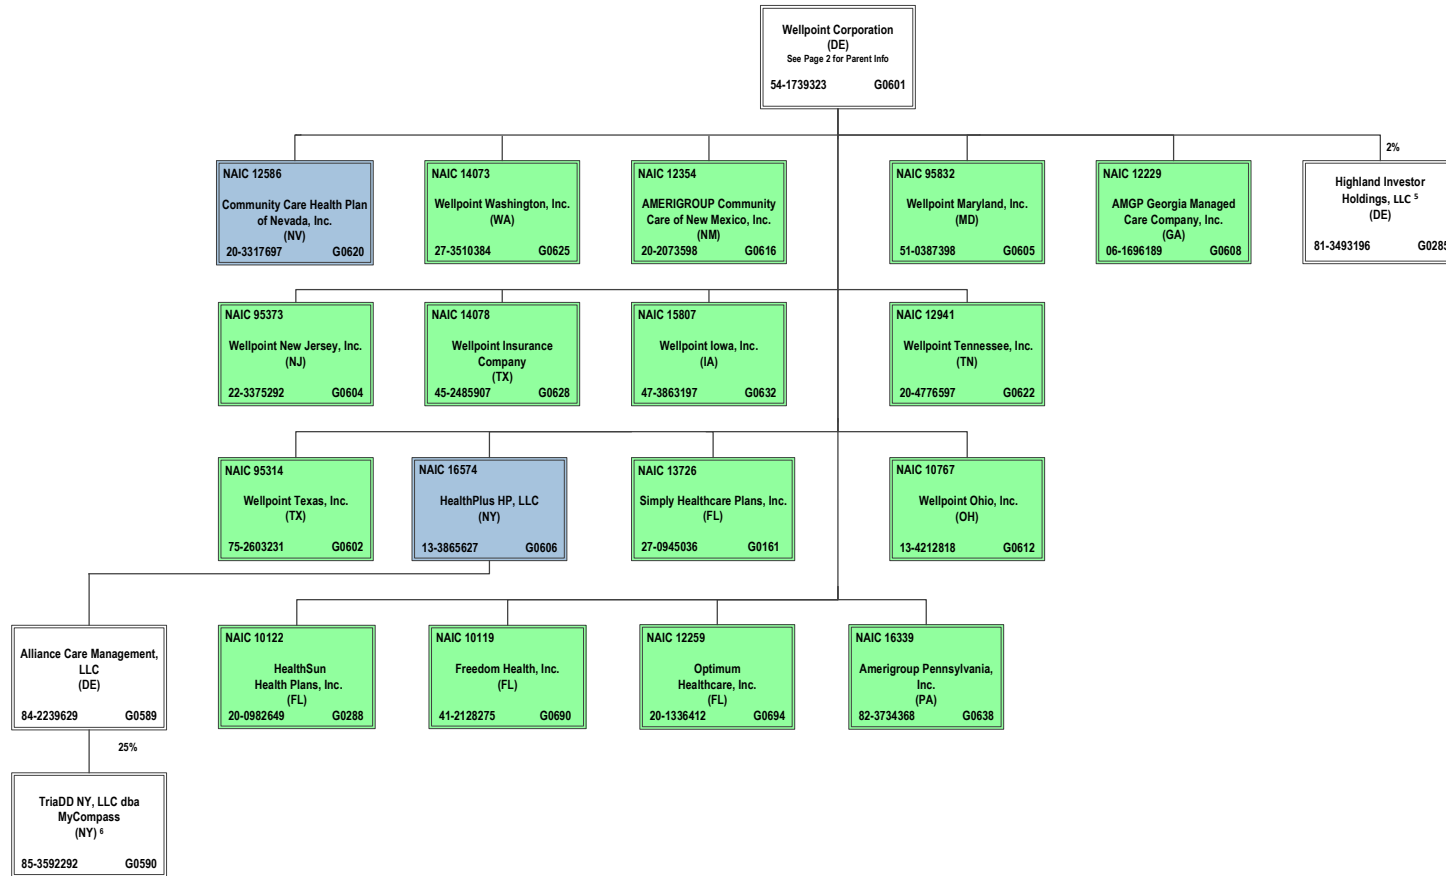 Wellpoint Corporation
(DE)
See Page 2 for Parent Info
54-1739323 G0601
2%
NAIC 12586
Community Care Health Plan
of Nevada, Inc.
(NV)
20-3317697 G0620
NAIC 14073
Wellpoint Washington, Inc.
(WA)
27-3510384 G0625
NAIC 12354
AMERIGROUP Community
Care of New Mexico, Inc.
(NM)
20-2073598 G0616
NAIC 95832
Wellpoint Maryland, Inc.
(MD)
51-0387398 G0605
NAIC 12229
AMGP Georgia Managed
Care Company, Inc.
(GA)
06-1696189 G0608
Highland Investor
Holdings, LLC ⁵
(DE)
81-3493196 G0285
NAIC 95373
Wellpoint New Jersey, Inc.
(NJ)
22-3375292 G0604
NAIC 14078
Wellpoint Insurance
Company
(TX)
45-2485907 G0628
NAIC 15807
Wellpoint Iowa, Inc.
(IA)
47-3863197 G0632
NAIC 12941
Wellpoint Tennessee, Inc.
(TN)
20-4776597 G0622
NAIC 95314
Wellpoint Texas, Inc.
(TX)
75-2603231 G0602
NAIC 16574
HealthPlus HP, LLC
(NY)
13-3865627 G0606
NAIC 13726
Simply Healthcare Plans, Inc.
(FL)
27-0945036 G0161
NAIC 10767
Wellpoint Ohio, Inc.
(OH)
13-4212818 G0612
Alliance Care Management,
LLC
(DE)
84-2239629 G0589
NAIC 10122
HealthSun
Health Plans, Inc.
(FL)
20-0982649 G0288
NAIC 10119
Freedom Health, Inc.
(FL)
41-2128275 G0690
NAIC 12259
Optimum
Healthcare, Inc.
(FL)
20-1336412 G0694
NAIC 16339
Amerigroup Pennsylvania,
Inc.
(PA)
82-3734368 G0638
25%
TriaDD NY, LLC dba
MyCompass
(NY) ⁶
85-3592292 G0590